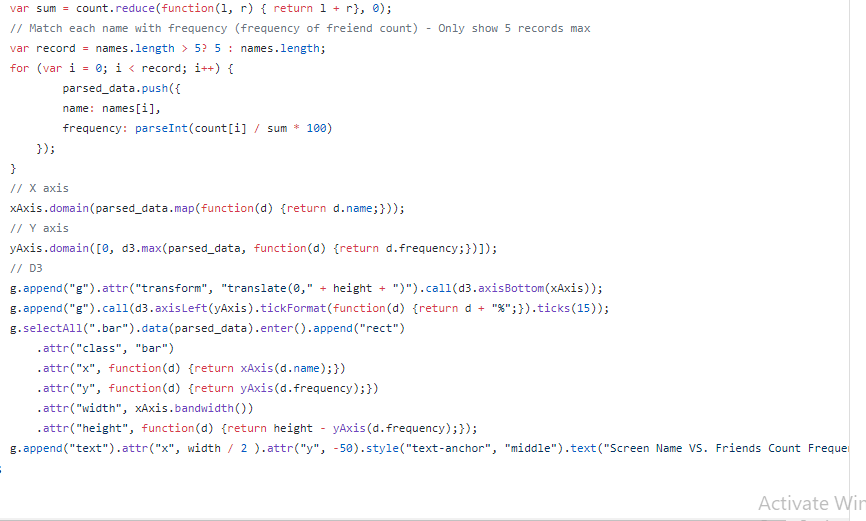 var sum = count.reduce(function(l, r) { return l + r}, 0);
// Match each name with frequency (frequency of freiend count) - Only show 5 records max
var record = names.length > 5? 5 : names.length;
for (var i = 0; i < record; i++) {
        parsed_data.push({
        name: names[i],
        frequency: parseInt(count[i] / sum * 100)
    });
}
// X axis
xAxis.domain(parsed_data.map(function(d) {return d.name;}));
// Y axis
yAxis.domain([0, d3.max(parsed_data, function(d) {return d.frequency;})]);
// D3
g.append("g").attr("transform", "translate(0," + height + ")").call(d3.axisBottom(xAxis));
g.append("g").call(d3.axisLeft(yAxis).tickFormat(function(d) {return d + "%";}).ticks(15));
g.selectAll(".bar").data(parsed_data).enter().append("rect")
    .attr("class", "bar")
    .attr("x", function(d) {return xAxis(d.name);})
    .attr("y", function(d) {return yAxis(d.frequency);})
    .attr("width", xAxis.bandwidth())
    .attr("height", function(d) {return height - yAxis(d.frequency);});
g.append("text").attr("x", width / 2 ).attr("y", -50).style("text-anchor", "middle").text("Screen Name VS. Friends Count Freque
Activate Win